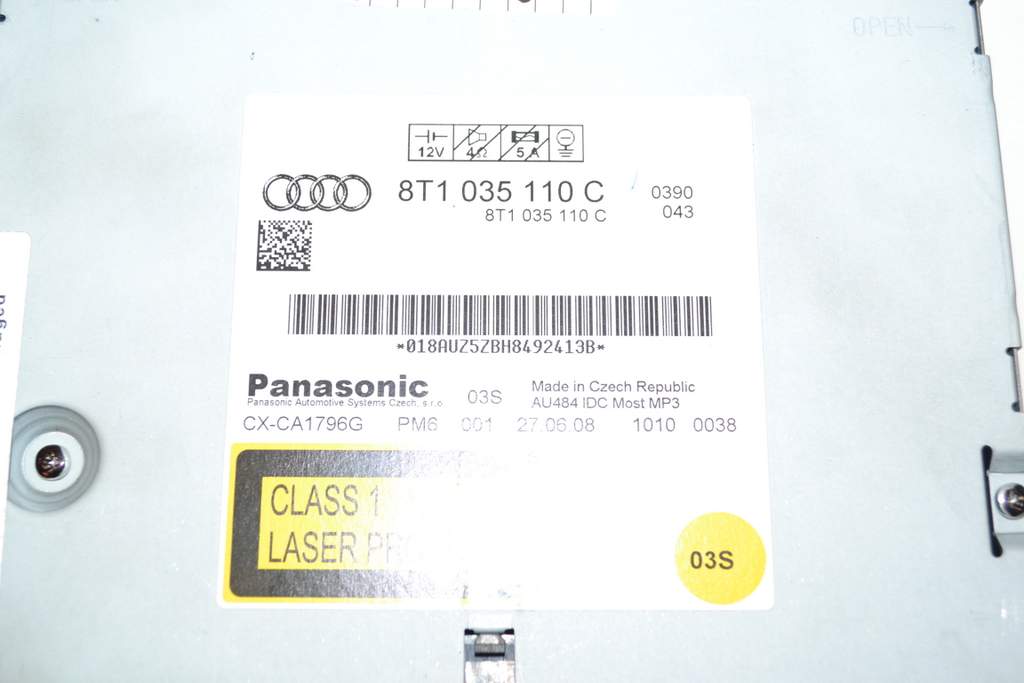 OPEN
12V 4Ω 5A
8T1 035 110 C 0390
8T1 035 110 C 043
*018AUZ5ZBH8492413B*
Panasonic 03S Made in Czech Republic
Panasonic Automotive Systems Czech, s.r.o. AU484 IDC Most MP3
CX-CA1796G PM6 001 27.06.08 1010 0038
CLASS 1
LASER
03S